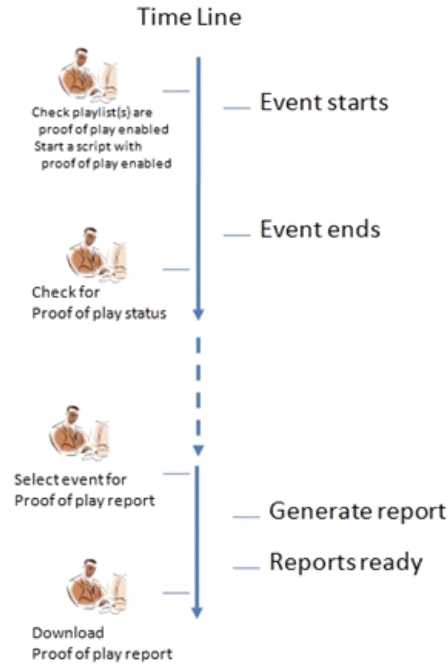 Time Line
Check playlist(s) are
proof of play enabled
Start a script with
proof of play enabled
Event starts
Event ends
Check for
Proof of play status
Select event for
Proof of play report
Generate report
Reports ready
Download
Proof of play report